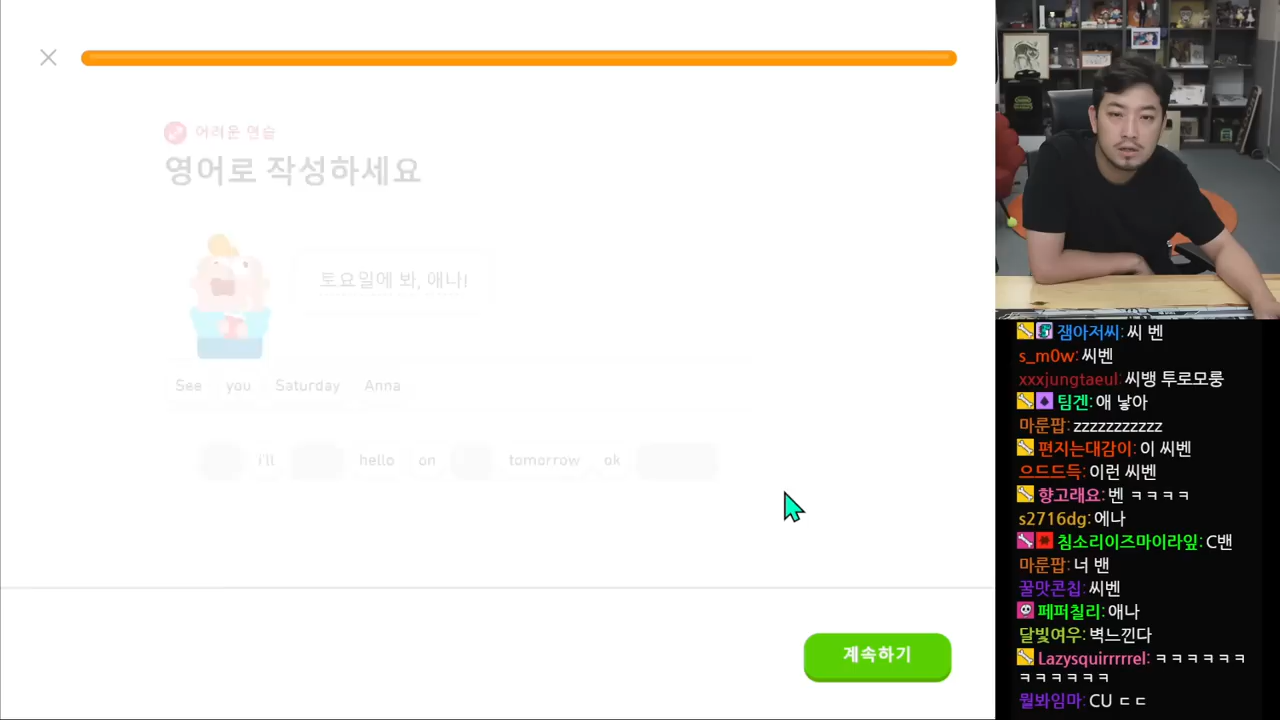 어려운 연습
영어로 작성하세요
토요일에 봐, 애나!
See you Saturday Anna
i'll hello on tomorrow ok
계속하기
잼아저씨: 씨 벤
s_m0w: 씨벤
xxxjungtaeul: 씨뱅 투로모룽
팀겐: 애 낳아
마룬팝: zzzzzzzzzzz
편지는대감이: 이 씨벤
으드드득: 이런 씨벤
향고래요: 벤 ㅋㅋㅋㅋ
s2716dg: 에나
침소리이즈마이라잎: C밴
마룬팝: 너 밴
꿀맛콘칩: 씨벤
페퍼칠리: 애나
달빛여우: 벽느낀다
Lazysquirrrrrel: ㅋㅋㅋㅋㅋㅋ
ㅋㅋㅋㅋㅋㅋ
뭘봐임마: CU ㄷㄷ